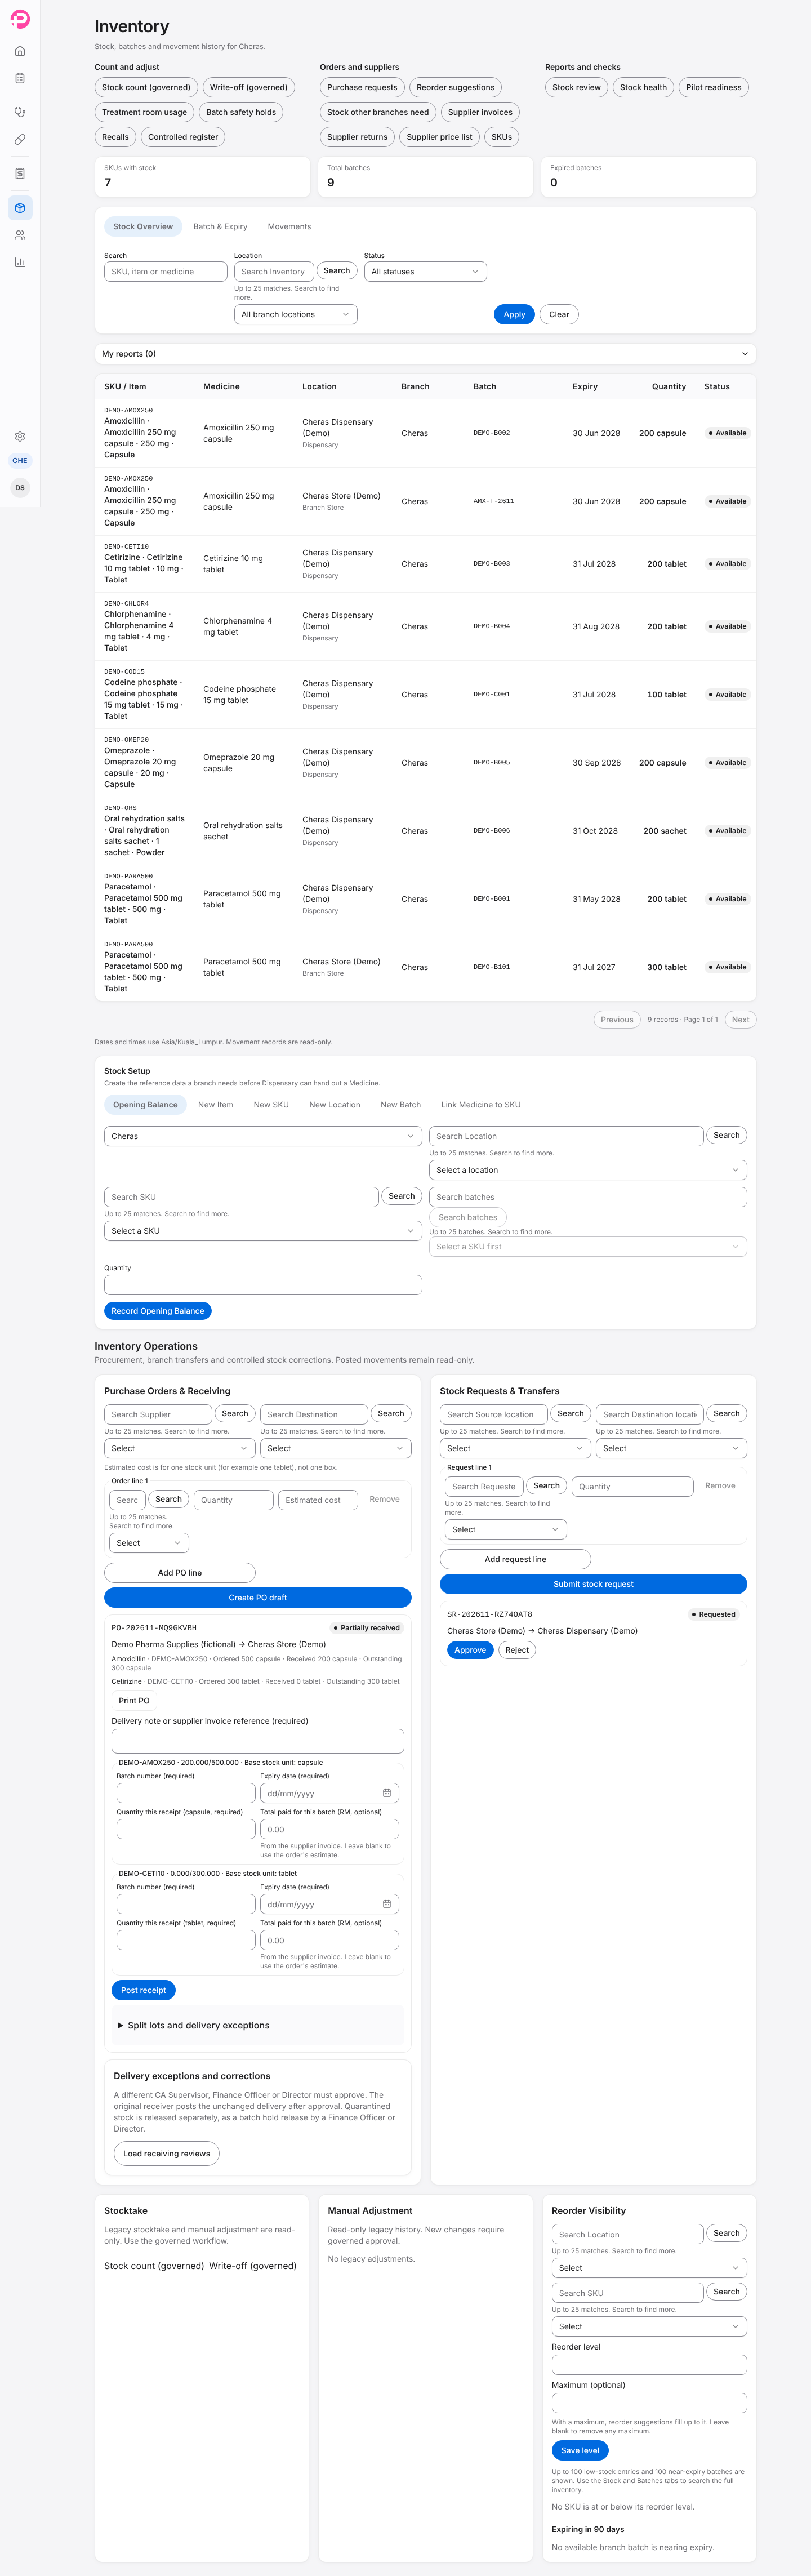 Inventory
Stock, batches and movement history for Cheras.
Count and adjust
Stock count (governed)
Write-off (governed)
Treatment room usage
Batch safety holds
Recalls
Controlled register
Orders and suppliers
Purchase requests
Reorder suggestions
Stock other branches need
Supplier invoices
Supplier returns
Supplier price list
SKUs
Reports and checks
Stock review
Stock health
Pilot readiness
SKUs with stock
7
Total batches
9
Expired batches
0
Stock Overview
Batch & Expiry
Movements
Search
SKU, item or medicine
Location
Search Inventory
Search
Up to 25 matches. Search to find
more.
All branch locations
Status
All statuses
Apply
Clear
My reports (0)
CHE
DS
SKU / Item
Medicine
Location
Branch
Batch
Expiry
Quantity
Status
DEMO-AMOX250
Amoxicillin ·
Amoxicillin 250 mg
capsule · 250 mg ·
Capsule
Amoxicillin 250 mg
capsule
Cheras Dispensary
(Demo)
Dispensary
Cheras
DEMO-B002
30 Jun 2028
200 capsule
Available
DEMO-AMOX250
Amoxicillin ·
Amoxicillin 250 mg
capsule · 250 mg ·
Capsule
Amoxicillin 250 mg
capsule
Cheras Store (Demo)
Branch Store
Cheras
AMX-T-2611
30 Jun 2028
200 capsule
Available
DEMO-CETI10
Cetirizine · Cetirizine
10 mg tablet · 10 mg ·
Tablet
Cetirizine 10 mg
tablet
Cheras Dispensary
(Demo)
Dispensary
Cheras
DEMO-B003
31 Jul 2028
200 tablet
Available
DEMO-CHLOR4
Chlorphenamine ·
Chlorphenamine 4
mg tablet · 4 mg ·
Tablet
Chlorphenamine 4
mg tablet
Cheras Dispensary
(Demo)
Dispensary
Cheras
DEMO-B004
31 Aug 2028
200 tablet
Available
DEMO-COD15
Codeine phosphate ·
Codeine phosphate
15 mg tablet · 15 mg ·
Tablet
Codeine phosphate
15 mg tablet
Cheras Dispensary
(Demo)
Dispensary
Cheras
DEMO-C001
31 Jul 2028
100 tablet
Available
DEMO-OMEP20
Omeprazole ·
Omeprazole 20 mg
capsule · 20 mg ·
Capsule
Omeprazole 20 mg
capsule
Cheras Dispensary
(Demo)
Dispensary
Cheras
DEMO-B005
30 Sep 2028
200 capsule
Available
DEMO-ORS
Oral rehydration salts
· Oral rehydration
salts sachet · 1
sachet · Powder
Oral rehydration salts
sachet
Cheras Dispensary
(Demo)
Dispensary
Cheras
DEMO-B006
31 Oct 2028
200 sachet
Available
DEMO-PARA500
Paracetamol ·
Paracetamol 500 mg
tablet · 500 mg ·
Tablet
Paracetamol 500 mg
tablet
Cheras Dispensary
(Demo)
Dispensary
Cheras
DEMO-B001
31 May 2028
200 tablet
Available
DEMO-PARA500
Paracetamol ·
Paracetamol 500 mg
tablet · 500 mg ·
Tablet
Paracetamol 500 mg
tablet
Cheras Store (Demo)
Branch Store
Cheras
DEMO-B101
31 Jul 2027
300 tablet
Available
Previous
9 records · Page 1 of 1
Next
Dates and times use Asia/Kuala_Lumpur. Movement records are read-only.
Stock Setup
Create the reference data a branch needs before Dispensary can hand out a Medicine.
Opening Balance
New Item
New SKU
New Location
New Batch
Link Medicine to SKU
Cheras
Search Location
Search
Up to 25 matches. Search to find more.
Select a location
Search SKU
Search
Up to 25 matches. Search to find more.
Select a SKU
Search batches
Search batches
Up to 25 batches. Search to find more.
Select a SKU first
Quantity
Record Opening Balance
Inventory Operations
Procurement, branch transfers and controlled stock corrections. Posted movements remain read-only.
Purchase Orders & Receiving
Search Supplier
Search
Search Destination
Search
Up to 25 matches. Search to find more.
Up to 25 matches. Search to find more.
Select
Select
Estimated cost is for one stock unit (for example one tablet), not one box.
Order line 1
Searc
Search
Quantity
Estimated cost
Remove
Up to 25 matches.
Search to find more.
Select
Add PO line
Create PO draft
PO-202611-MQ9GKVBH
Partially received
Demo Pharma Supplies (fictional) → Cheras Store (Demo)
Amoxicillin · DEMO-AMOX250 · Ordered 500 capsule · Received 200 capsule · Outstanding
300 capsule
Cetirizine · DEMO-CETI10 · Ordered 300 tablet · Received 0 tablet · Outstanding 300 tablet
Print PO
Delivery note or supplier invoice reference (required)
DEMO-AMOX250 · 200.000/500.000 · Base stock unit: capsule
Batch number (required)
Expiry date (required)
dd/mm/yyyy
Quantity this receipt (capsule, required)
Total paid for this batch (RM, optional)
0.00
From the supplier invoice. Leave blank to
use the order's estimate.
DEMO-CETI10 · 0.000/300.000 · Base stock unit: tablet
Batch number (required)
Expiry date (required)
dd/mm/yyyy
Quantity this receipt (tablet, required)
Total paid for this batch (RM, optional)
0.00
From the supplier invoice. Leave blank to
use the order's estimate.
Post receipt
Split lots and delivery exceptions
Delivery exceptions and corrections
A different CA Supervisor, Finance Officer or Director must approve. The
original receiver posts the unchanged delivery after approval. Quarantined
stock is released separately, as a batch hold release by a Finance Officer or
Director.
Load receiving reviews
Stock Requests & Transfers
Search Source location
Search
Search Destination locati
Search
Up to 25 matches. Search to find more.
Up to 25 matches. Search to find more.
Select
Select
Request line 1
Search Requeste
Search
Quantity
Remove
Up to 25 matches. Search to find
more.
Select
Add request line
Submit stock request
SR-202611-RZ74OAT8
Requested
Cheras Store (Demo) → Cheras Dispensary (Demo)
Approve
Reject
Stocktake
Legacy stocktake and manual adjustment are read-
only. Use the governed workflow.
Stock count (governed)
Write-off (governed)
Manual Adjustment
Read-only legacy history. New changes require
governed approval.
No legacy adjustments.
Reorder Visibility
Search Location
Search
Up to 25 matches. Search to find more.
Select
Search SKU
Search
Up to 25 matches. Search to find more.
Select
Reorder level
Maximum (optional)
With a maximum, reorder suggestions fill up to it. Leave
blank to remove any maximum.
Save level
Up to 100 low-stock entries and 100 near-expiry batches are
shown. Use the Stock and Batches tabs to search the full
inventory.
No SKU is at or below its reorder level.
Expiring in 90 days
No available branch batch is nearing expiry.